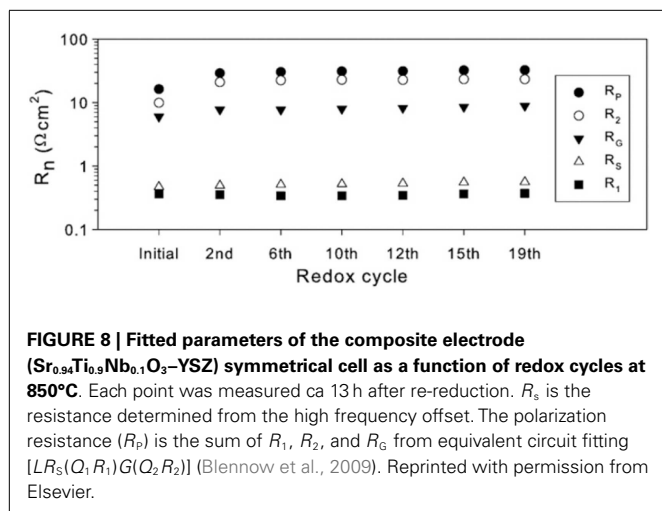 100
10
1
0.1
Rn (Ωcm²)
Initial 2nd 6th 10th 12th 15th 19th
Redox cycle
RP
R2
RG
RS
R1
FIGURE 8 | Fitted parameters of the composite electrode
(Sr0.94Ti0.9Nb0.1O3–YSZ) symmetrical cell as a function of redox cycles at
850°C. Each point was measured ca 13 h after re-reduction. Rs is the
resistance determined from the high frequency offset. The polarization
resistance (RP) is the sum of R1, R2, and RG from equivalent circuit fitting
[LRS(Q1R1)G(Q2R2)] (Blennow et al., 2009). Reprinted with permission from
Elsevier.